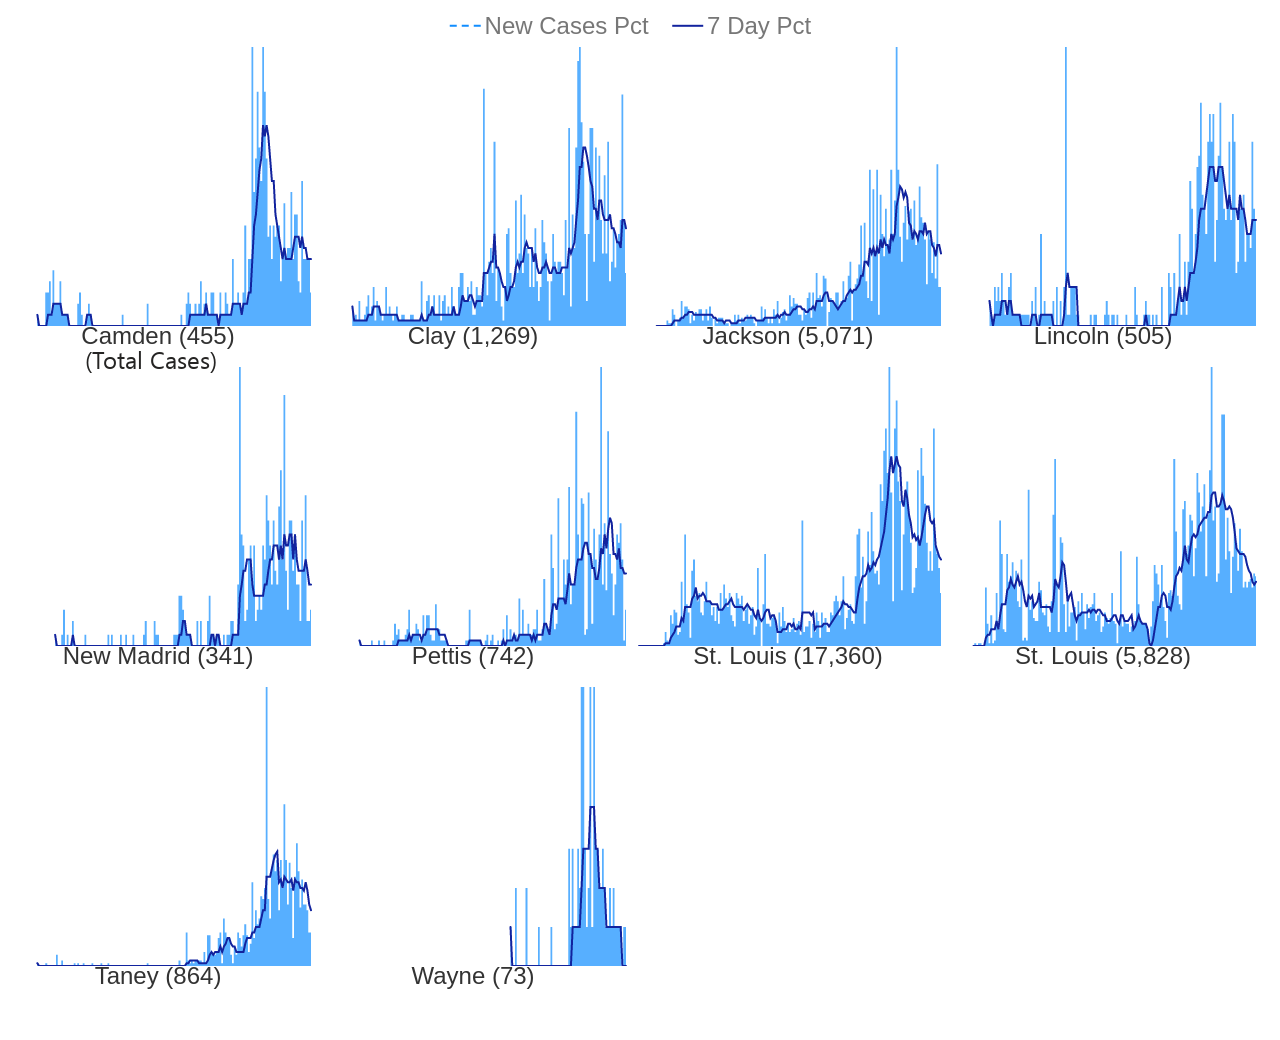 New Cases Pct 7 Day Pct
Camden (455) Clay (1,269) Jackson (5,071) Lincoln (505)
(Total Cases)
New Madrid (341) Pettis (742) St. Louis (17,360) St. Louis (5,828)
Taney (864) Wayne (73)